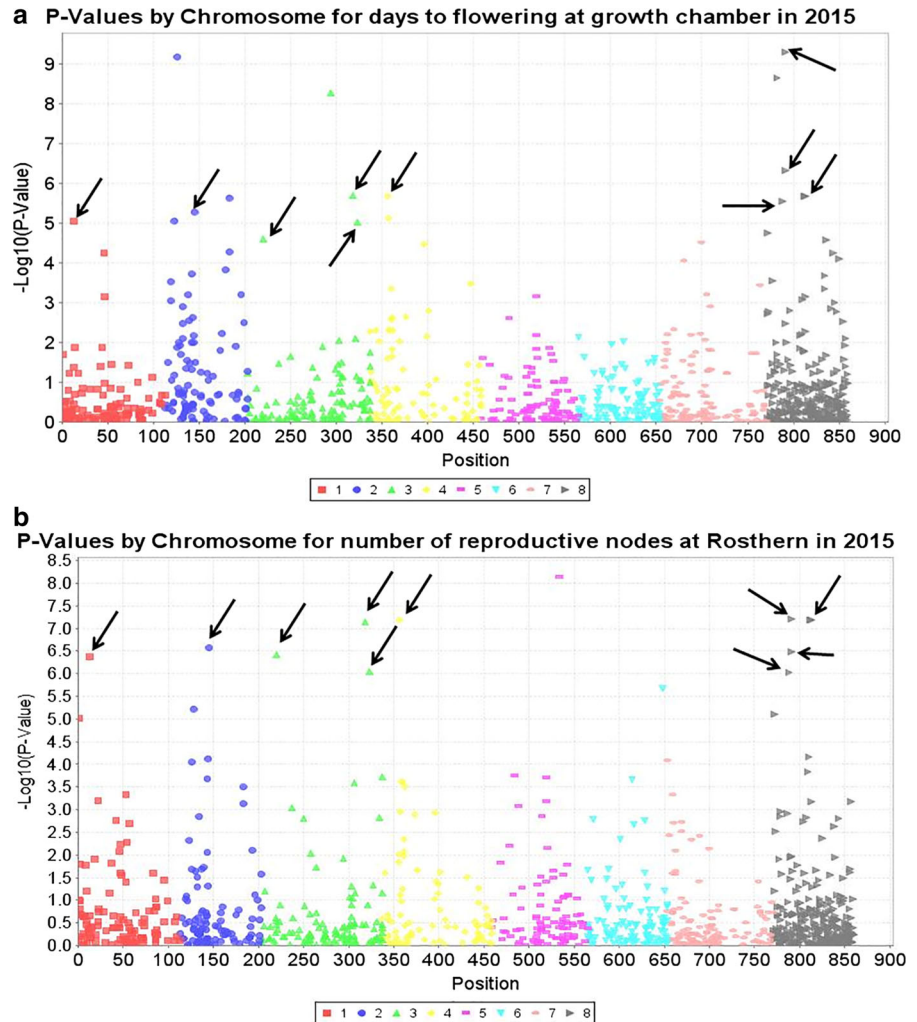 a P-Values by Chromosome for days to flowering at growth chamber in 2015
-Log10(P-Value)
9
8
7
6
5
4
3
2
1
0
0 50 100 150 200 250 300 350 400 450 500 550 600 650 700 750 800 850 900
Position
1 2 3 4 5 6 7 8
b
P-Values by Chromosome for number of reproductive nodes at Rosthern in 2015
-Log10(P-Value)
8.5
8.0
7.5
7.0
6.5
6.0
5.5
5.0
4.5
4.0
3.5
3.0
2.5
2.0
1.5
1.0
0.5
0.0
0 50 100 150 200 250 300 350 400 450 500 550 600 650 700 750 800 850 900
Position
1 2 3 4 5 6 7 8